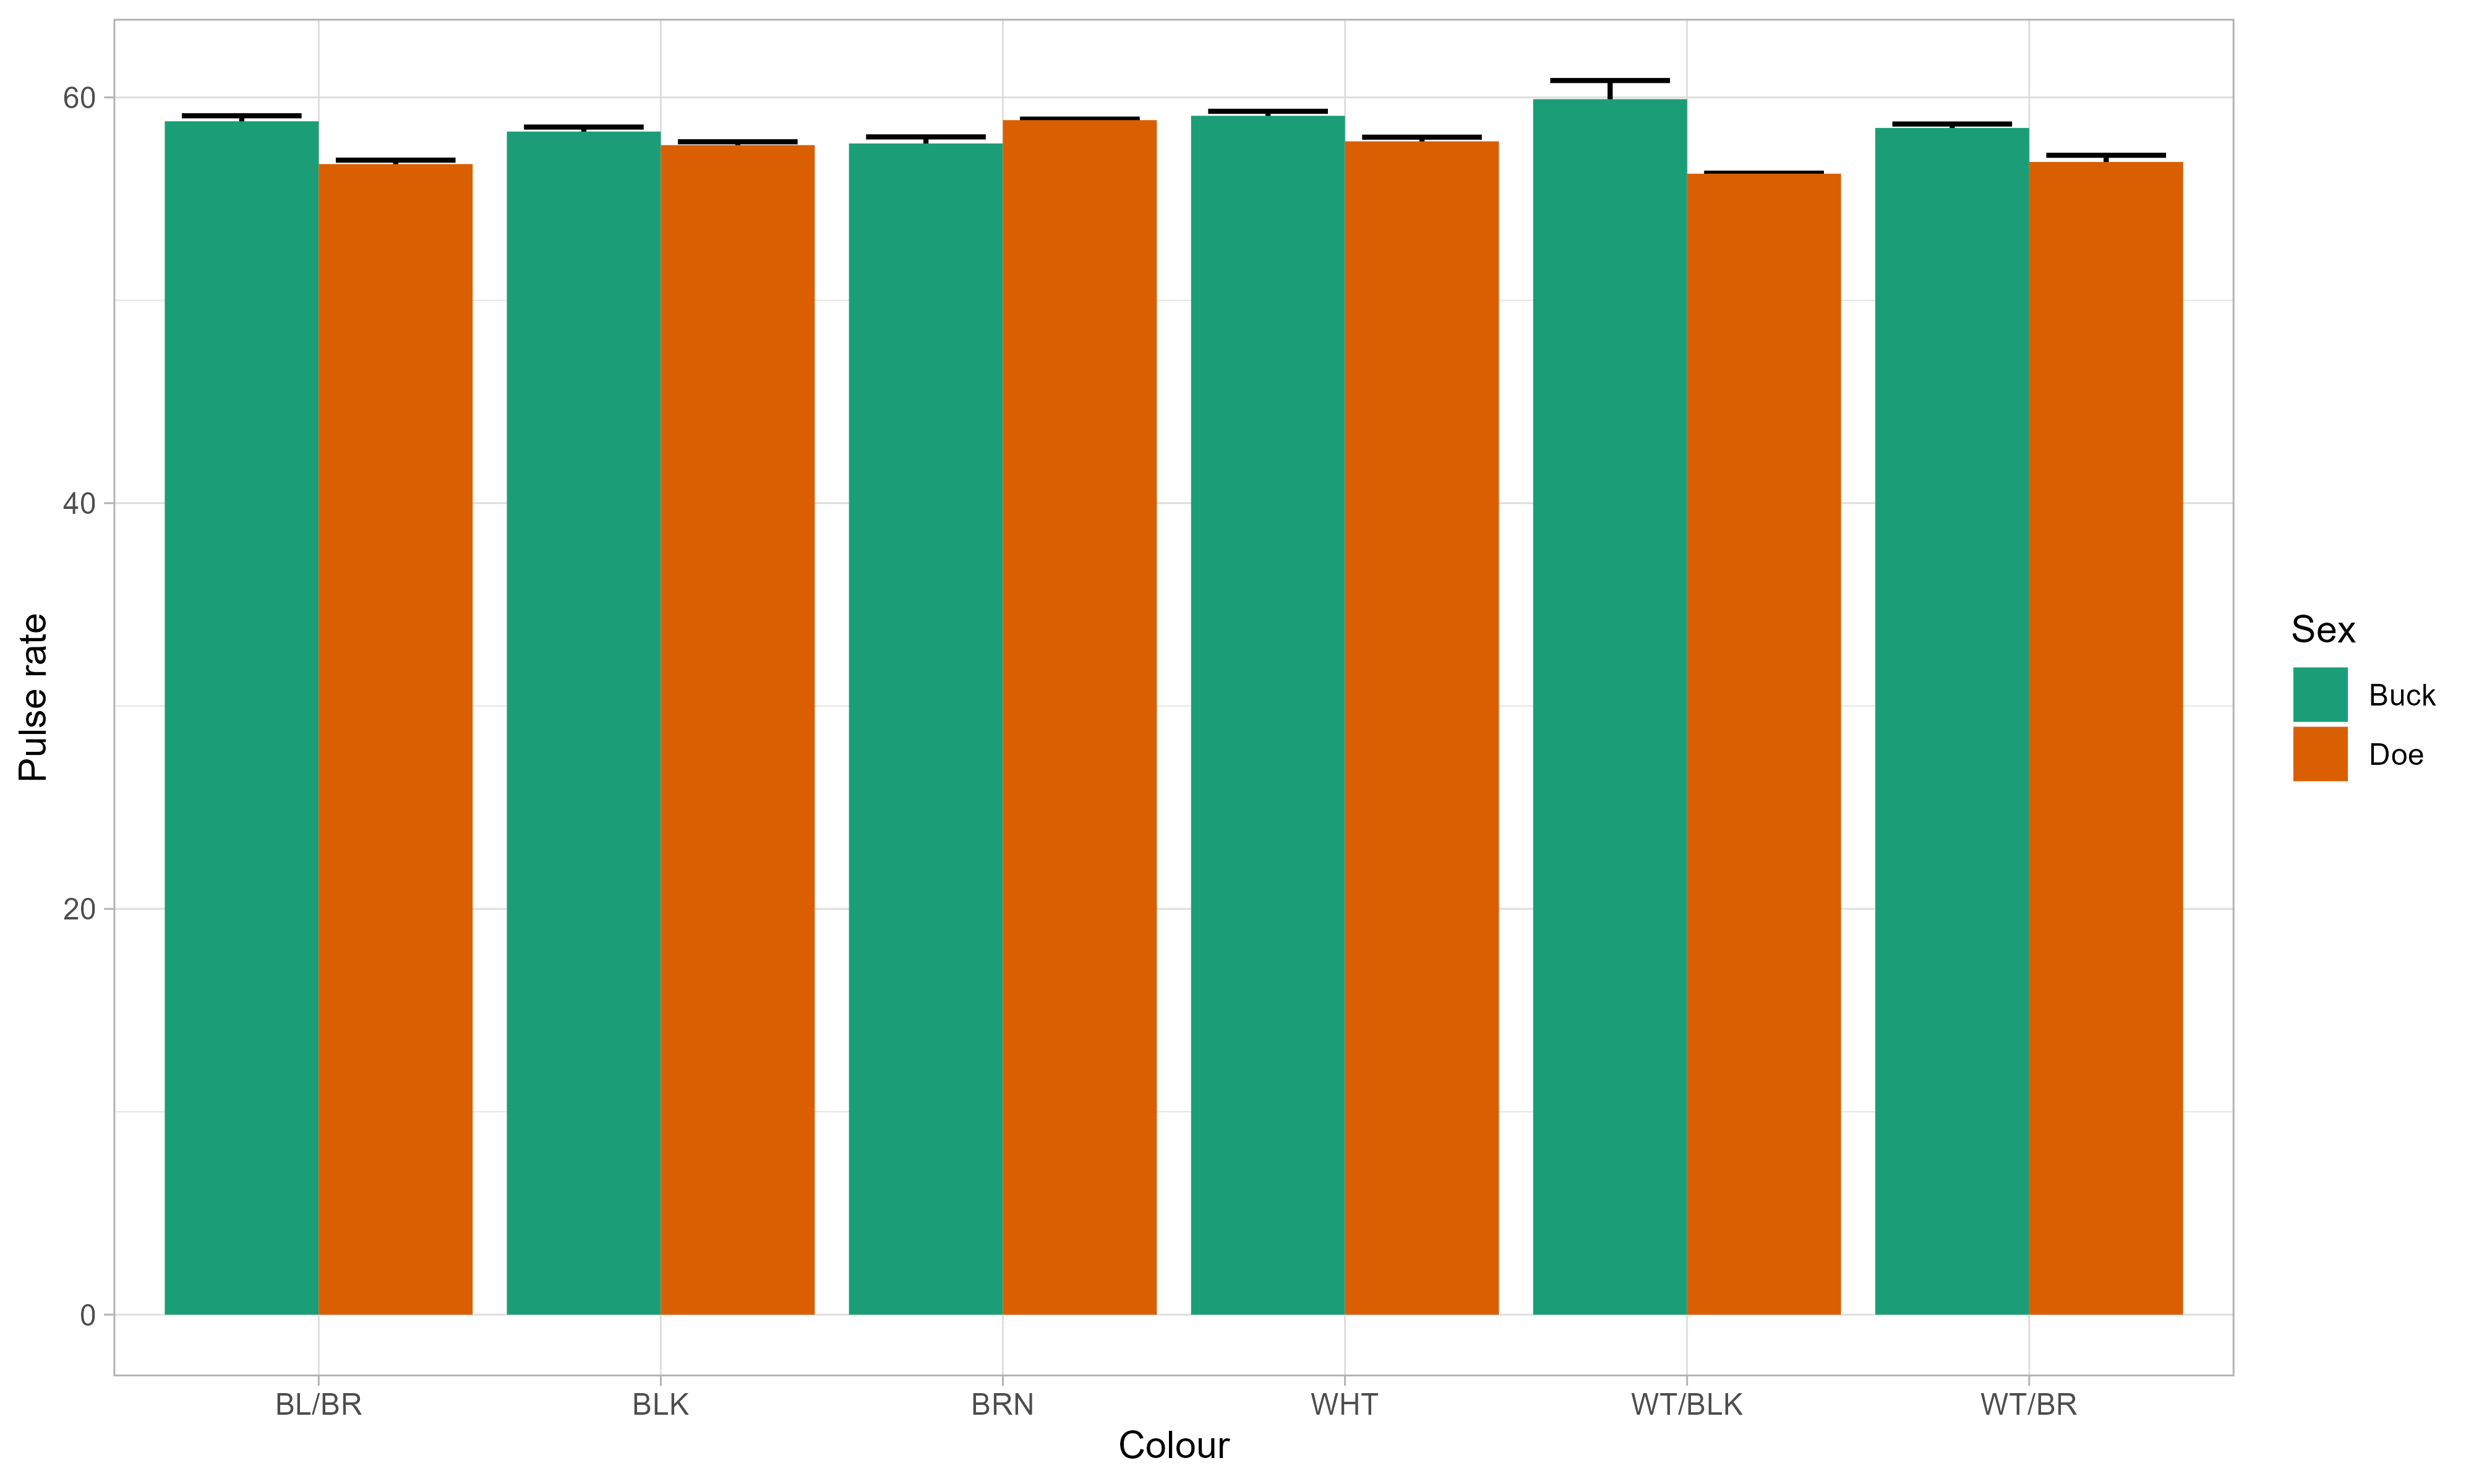 60
40
20
0
Pulse rate
BL/BR BLK BRN WHT WT/BLK WT/BR
Colour
Sex
Buck
Doe